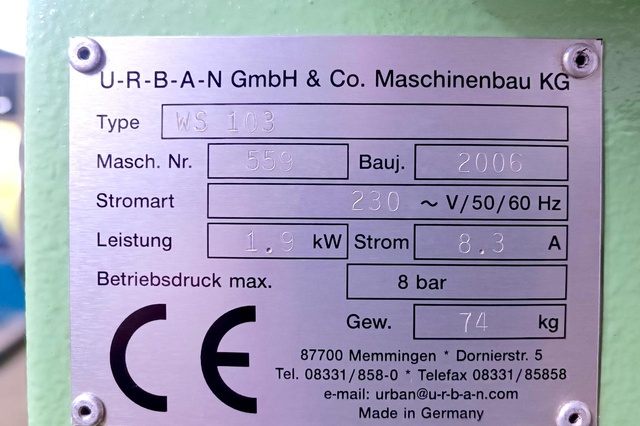 U-R-B-A-N GmbH & Co. Maschinenbau KG
Type WS 103
Masch. Nr. 559 Bauj. 2006
Stromart 230 ~ V/50/60 Hz
Leistung 1.9 kW Strom 8.3 A
Betriebsdruck max. 8 bar
Gew. 74 kg
CE
87700 Memmingen * Dornierstr. 5
Tel. 08331/858-0 * Telefax 08331/85858
e-mail: urban@u-r-b-a-n.com
Made in Germany